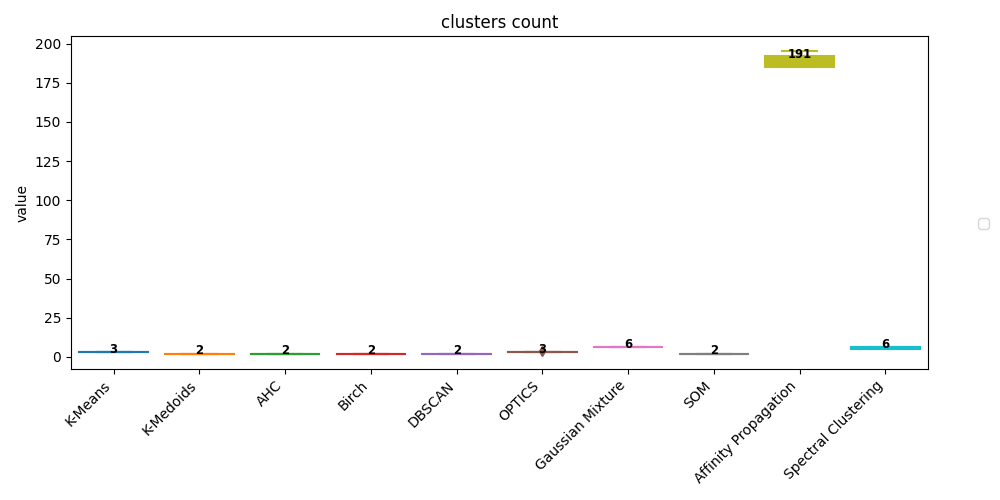 clusters count
value
200
175
150
125
100
75
50
25
0
3
2
2
2
2
3
6
2
191
6
K-Means
K-Medoids
AHC
Birch
DBSCAN
OPTICS
Gaussian Mixture
SOM
Affinity Propagation
Spectral Clustering